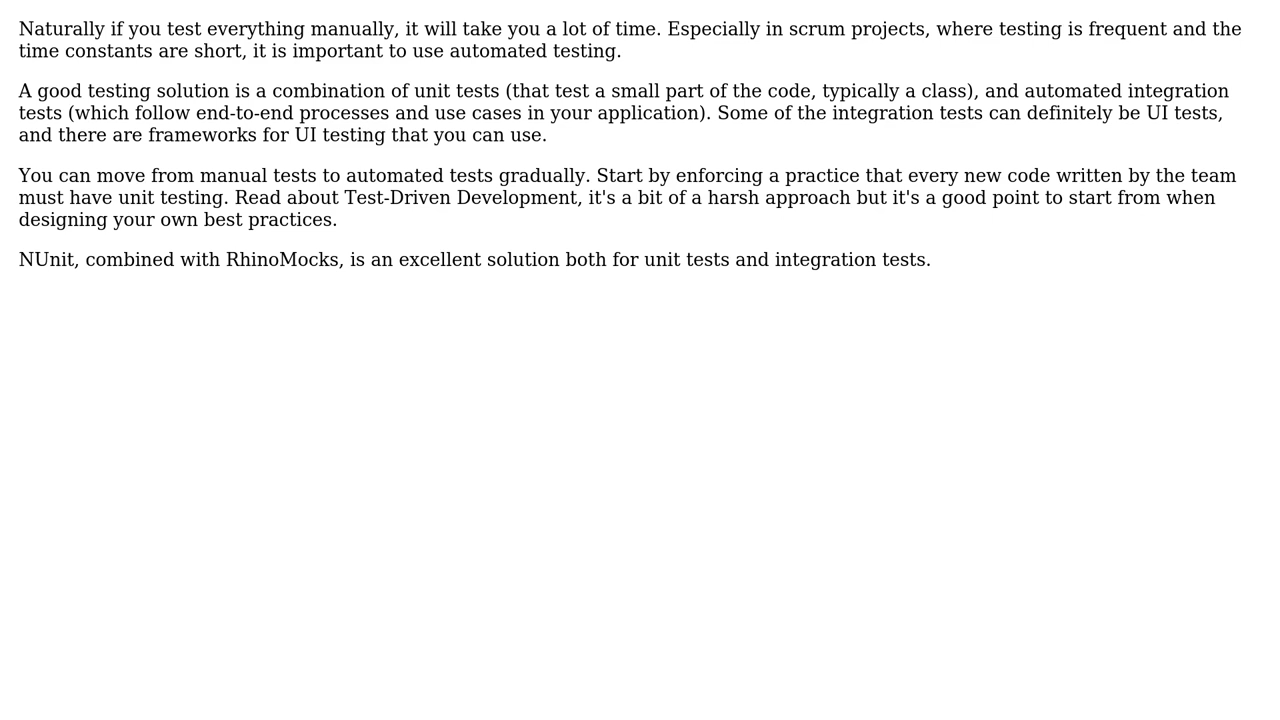 Naturally if you test everything manually, it will take you a lot of time. Especially in scrum projects, where testing is frequent and the
time constants are short, it is important to use automated testing.
A good testing solution is a combination of unit tests (that test a small part of the code, typically a class), and automated integration
tests (which follow end-to-end processes and use cases in your application). Some of the integration tests can definitely be UI tests,
and there are frameworks for UI testing that you can use.
You can move from manual tests to automated tests gradually. Start by enforcing a practice that every new code written by the team
must have unit testing. Read about Test-Driven Development, it's a bit of a harsh approach but it's a good point to start from when
designing your own best practices.
NUnit, combined with RhinoMocks, is an excellent solution both for unit tests and integration tests.